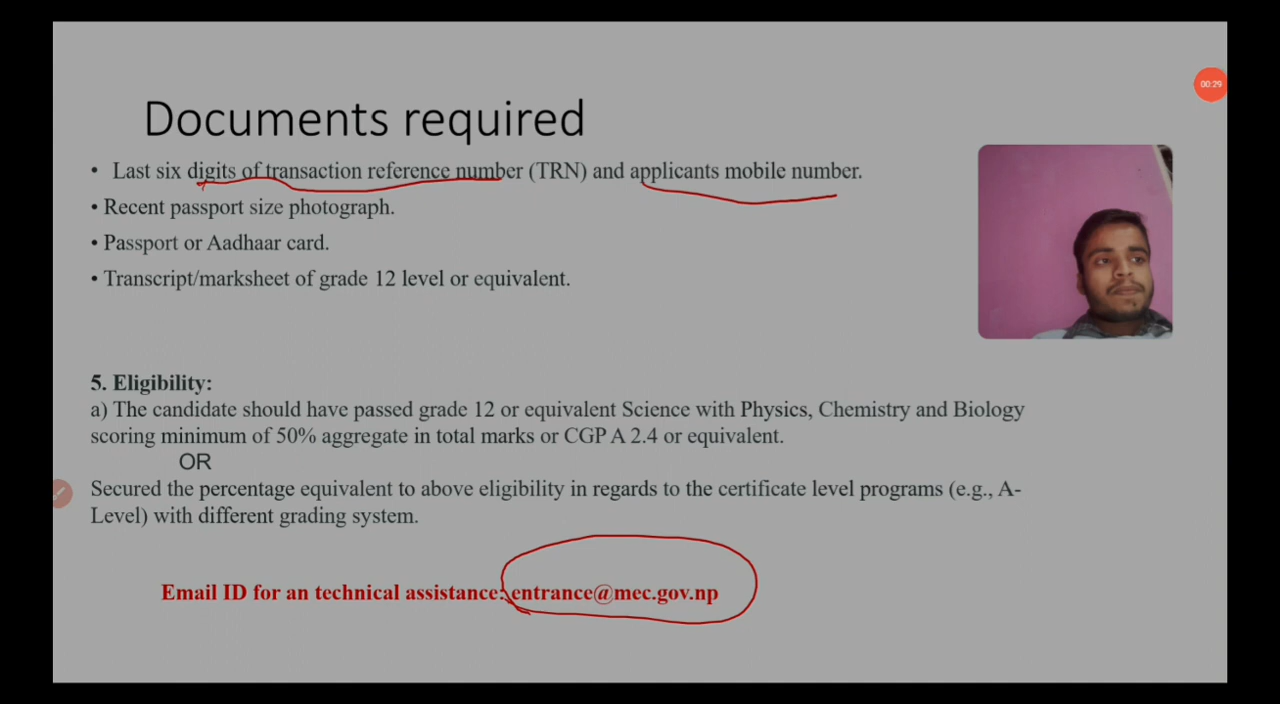 Documents required
• Last six digits of transaction reference number (TRN) and applicants mobile number.
• Recent passport size photograph.
• Passport or Aadhaar card.
• Transcript/marksheet of grade 12 level or equivalent.
00:29
5. Eligibility:
a) The candidate should have passed grade 12 or equivalent Science with Physics, Chemistry and Biology
scoring minimum of 50% aggregate in total marks or CGPA 2.4 or equivalent.
OR
Secured the percentage equivalent to above eligibility in regards to the certificate level programs (e.g., A-
Level) with different grading system.
Email ID for an technical assistance: entrance@mec.gov.np